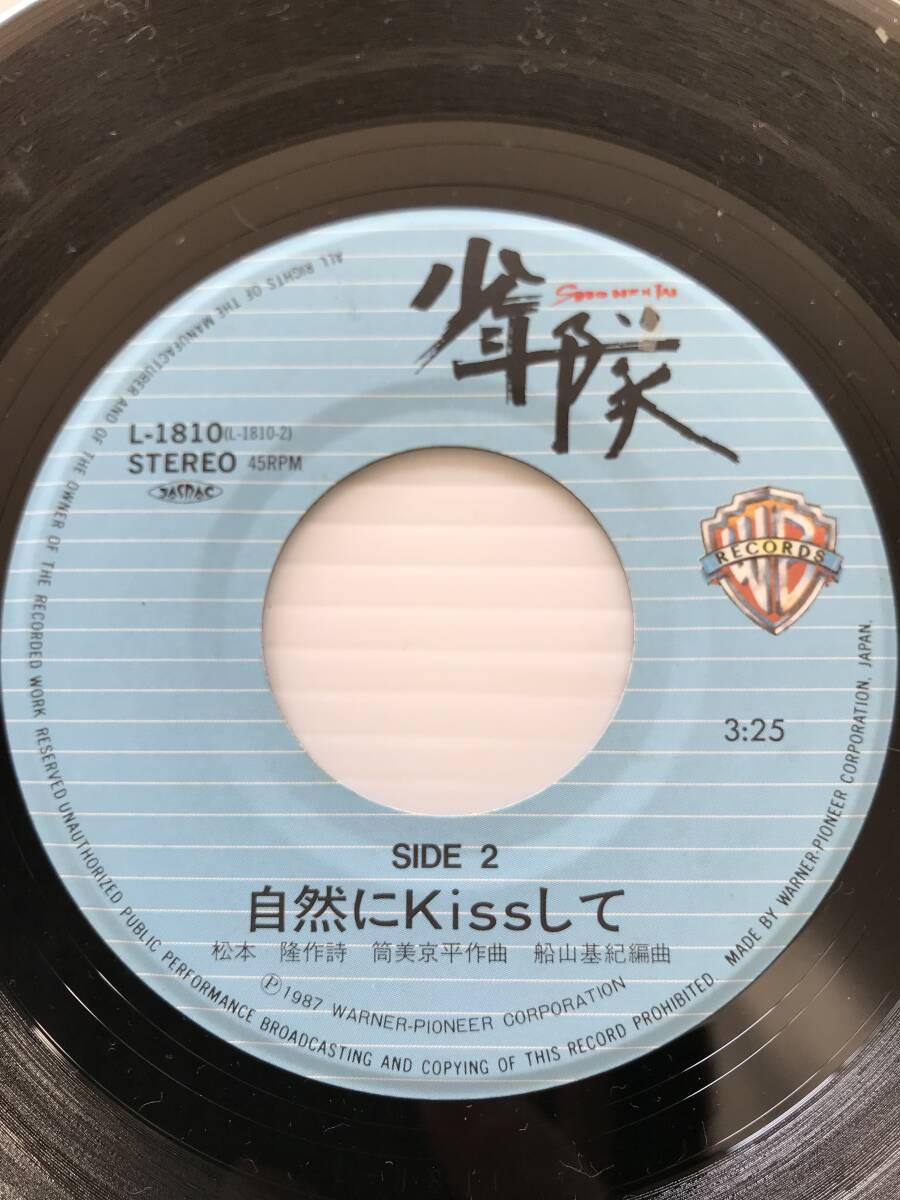 少年隊
SHONENTAI
L-1810(L-1810-2)
STEREO 45RPM
JASRAC
WB
RECORDS
3:25
SIDE 2
自然にKissして
松本 隆作詩 筒美京平作曲 船山基紀編曲
Ⓟ1987 WARNER-PIONEER CORPORATION
ALL RIGHTS OF THE MANUFACTURER AND OF THE OWNER OF THE RECORDED WORK RESERVED UNAUTHORIZED PUBLIC PERFORMANCE BROADCASTING AND COPYING OF THIS RECORD PROHIBITED. MADE BY WARNER-PIONEER CORPORATION, JAPAN.